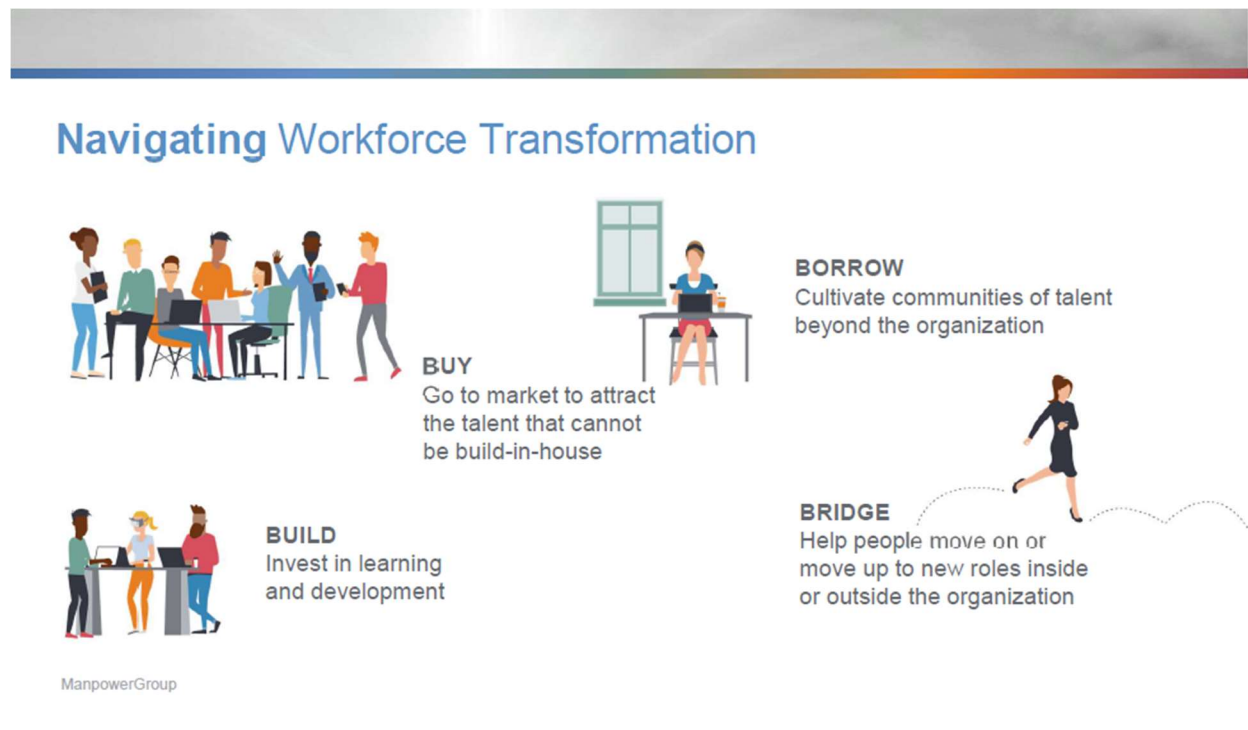 Navigating Workforce Transformation
BUY
Go to market to attract
the talent that cannot
be build-in-house
BORROW
Cultivate communities of talent
beyond the organization
BUILD
Invest in learning
and development
BRIDGE
Help people move on or
move up to new roles inside
or outside the organization
ManpowerGroup